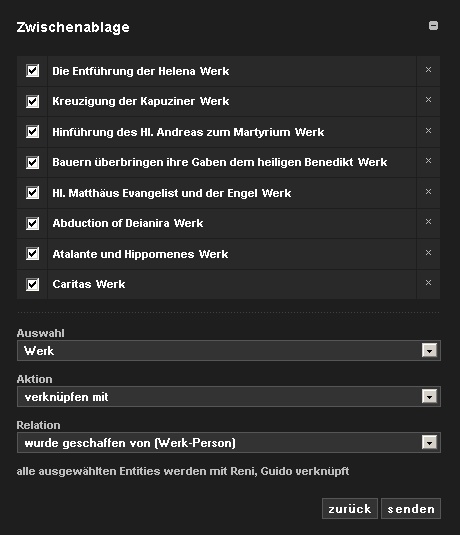 Zwischenablage
Die Entführung der Helena Werk
Kreuzigung der Kapuziner Werk
Hinführung des Hl. Andreas zum Martyrium Werk
Bauern überbringen ihre Gaben dem heiligen Benedikt Werk
Hl. Matthäus Evangelist und der Engel Werk
Abduction of Deianira Werk
Atalante und Hippomenes Werk
Caritas Werk
Auswahl
Werk
Aktion
verknüpfen mit
Relation
wurde geschaffen von (Werk-Person)
alle ausgewählten Entities werden mit Reni, Guido verknüpft
zurück senden